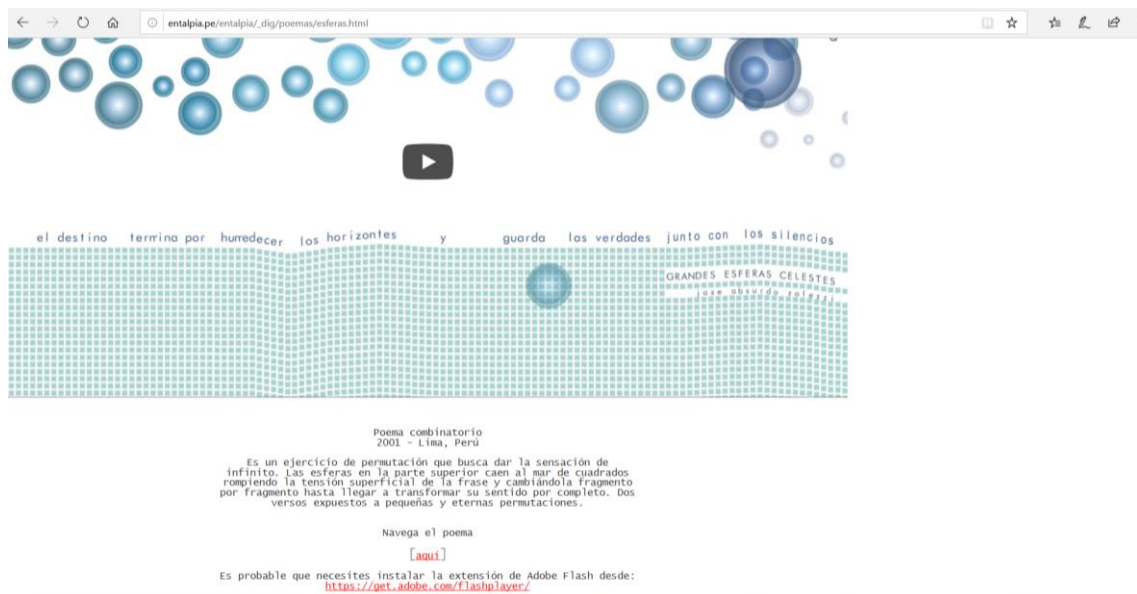 entalpia.pe/entalpia/_dig/poemas/esferas.html
el destino termina por humedecer los horizontes y guarda las verdades junto con los silencios
GRANDES ESFERAS CELESTES
jose absurdo
Poema combinatorio
2001 - Lima, Perú
Es un ejercicio de permutación que busca dar la sensación de
infinito. Las esferas en la parte superior caen al mar de cuadrados
rompiendo la tensión superficial de la frase y cambiándola fragmento
por fragmento hasta llegar a transformar su sentido por completo. Dos
versos expuestos a pequeñas y eternas permutaciones.
Navega el poema
[aquí]
Es probable que necesites instalar la extensión de Adobe Flash desde:
https://get.adobe.com/flashplayer/